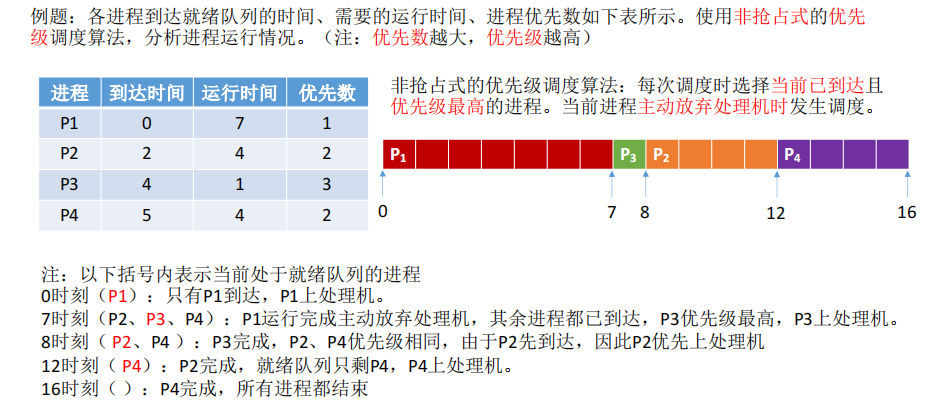 例题：各进程到达就绪队列的时间、需要的运行时间、进程优先数如下表所示。使用非抢占式的优先
级调度算法，分析进程运行情况。（注：优先数越大，优先级越高）
进程 到达时间 运行时间 优先数
P1 0 7 1
P2 2 4 2
P3 4 1 3
P4 5 4 2
非抢占式的优先级调度算法：每次调度时选择当前已到达且
优先级最高的进程。当前进程主动放弃处理机时发生调度。
P1 P3 P2 P4
0 7 8 12 16
注：以下括号内表示当前处于就绪队列的进程
0时刻（P1）：只有P1到达，P1上处理机。
7时刻（P2、P3、P4）：P1运行完成主动放弃处理机，其余进程都已到达，P3优先级最高，P3上处理机。
8时刻（ P2、P4 ）：P3完成，P2、P4优先级相同，由于P2先到达，因此P2优先上处理机
12时刻（ P4）：P2完成，就绪队列只剩P4，P4上处理机。
16时刻（ ）：P4完成，所有进程都结束